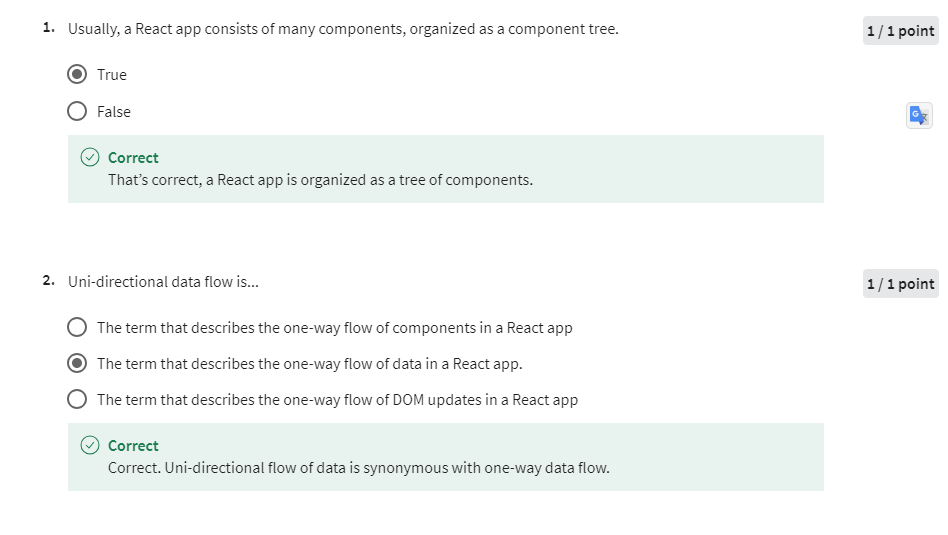 1. Usually, a React app consists of many components, organized as a component tree.
1 / 1 point
True
False
Correct
That’s correct, a React app is organized as a tree of components.
2. Uni-directional data flow is...
1 / 1 point
The term that describes the one-way flow of components in a React app
The term that describes the one-way flow of data in a React app.
The term that describes the one-way flow of DOM updates in a React app
Correct
Correct. Uni-directional flow of data is synonymous with one-way data flow.